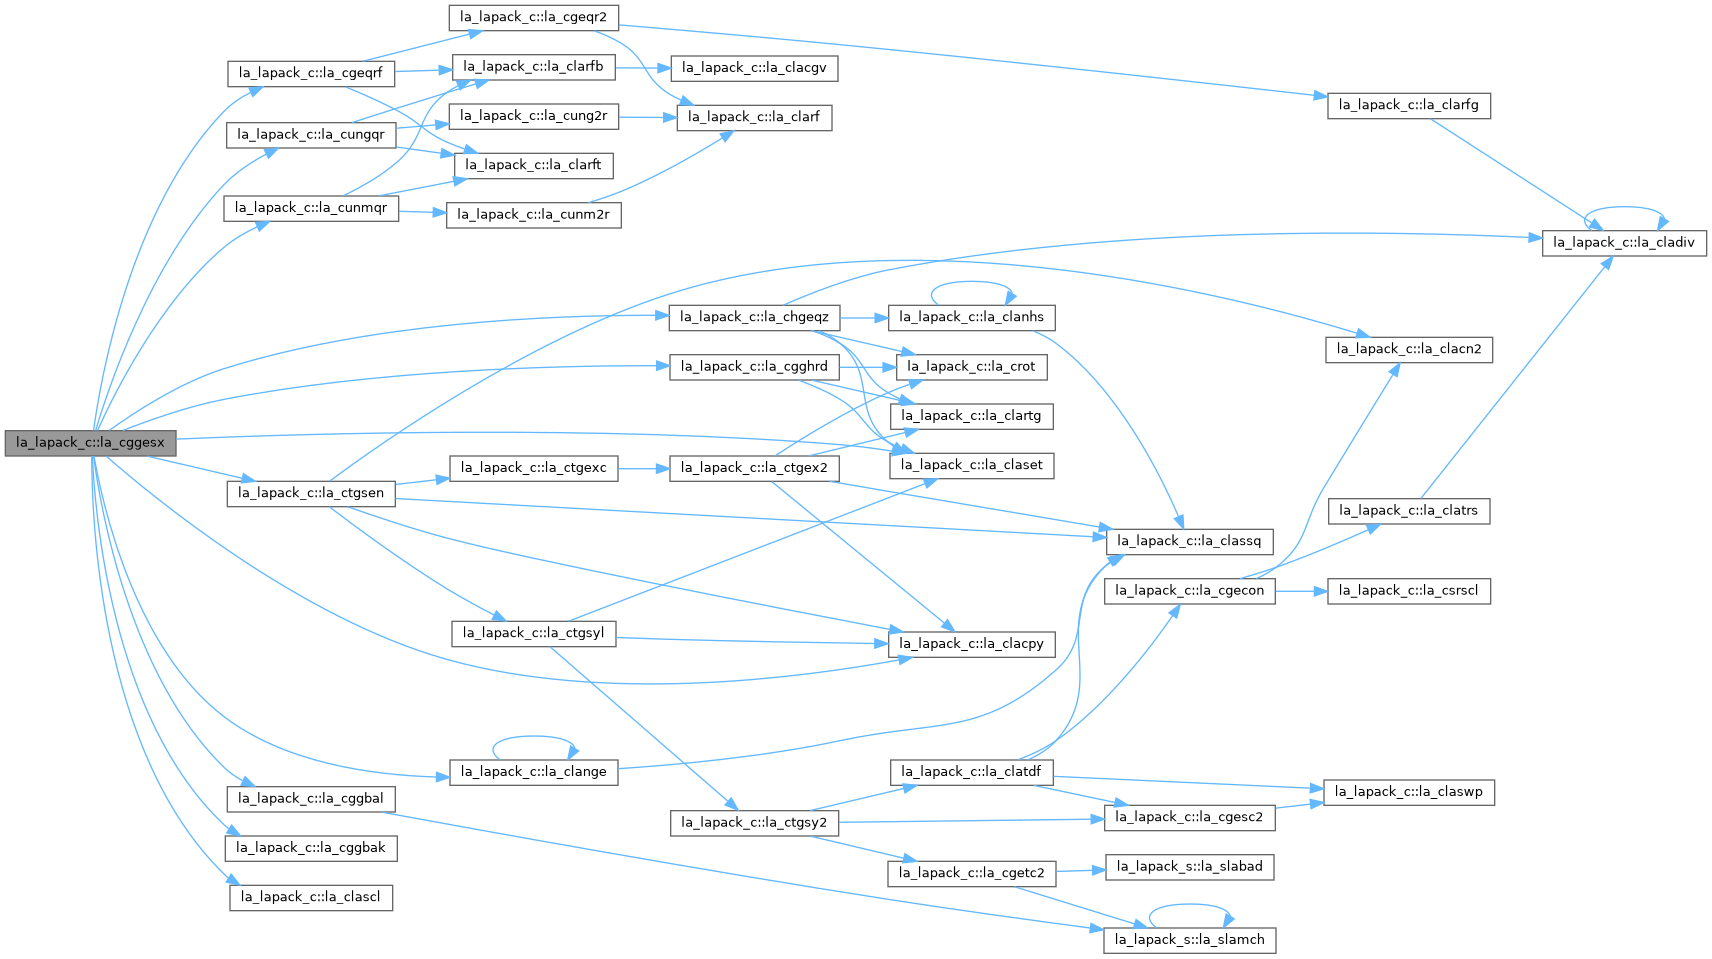 la_lapack_c::la_cggesx
la_lapack_c::la_cgeqrf
la_lapack_c::la_cungqr
la_lapack_c::la_cunmqr
la_lapack_c::la_ctgsen
la_lapack_c::la_cggbal
la_lapack_c::la_cggbak
la_lapack_c::la_clascl
la_lapack_c::la_cgeqr2
la_lapack_c::la_clarfb
la_lapack_c::la_cung2r
la_lapack_c::la_clarft
la_lapack_c::la_cunm2r
la_lapack_c::la_ctgexc
la_lapack_c::la_ctgsyl
la_lapack_c::la_clange
la_lapack_c::la_clacgv
la_lapack_c::la_clarf
la_lapack_c::la_chgeqz
la_lapack_c::la_cgghrd
la_lapack_c::la_ctgex2
la_lapack_c::la_ctgsy2
la_lapack_c::la_clanhs
la_lapack_c::la_crot
la_lapack_c::la_clartg
la_lapack_c::la_claset
la_lapack_c::la_clacpy
la_lapack_c::la_clatdf
la_lapack_c::la_cgetc2
la_lapack_c::la_classq
la_lapack_c::la_cgecon
la_lapack_c::la_cgesc2
la_lapack_s::la_slabad
la_lapack_s::la_slamch
la_lapack_c::la_clarfg
la_lapack_c::la_clacn2
la_lapack_c::la_clatrs
la_lapack_c::la_csrscl
la_lapack_c::la_claswp
la_lapack_c::la_cladiv